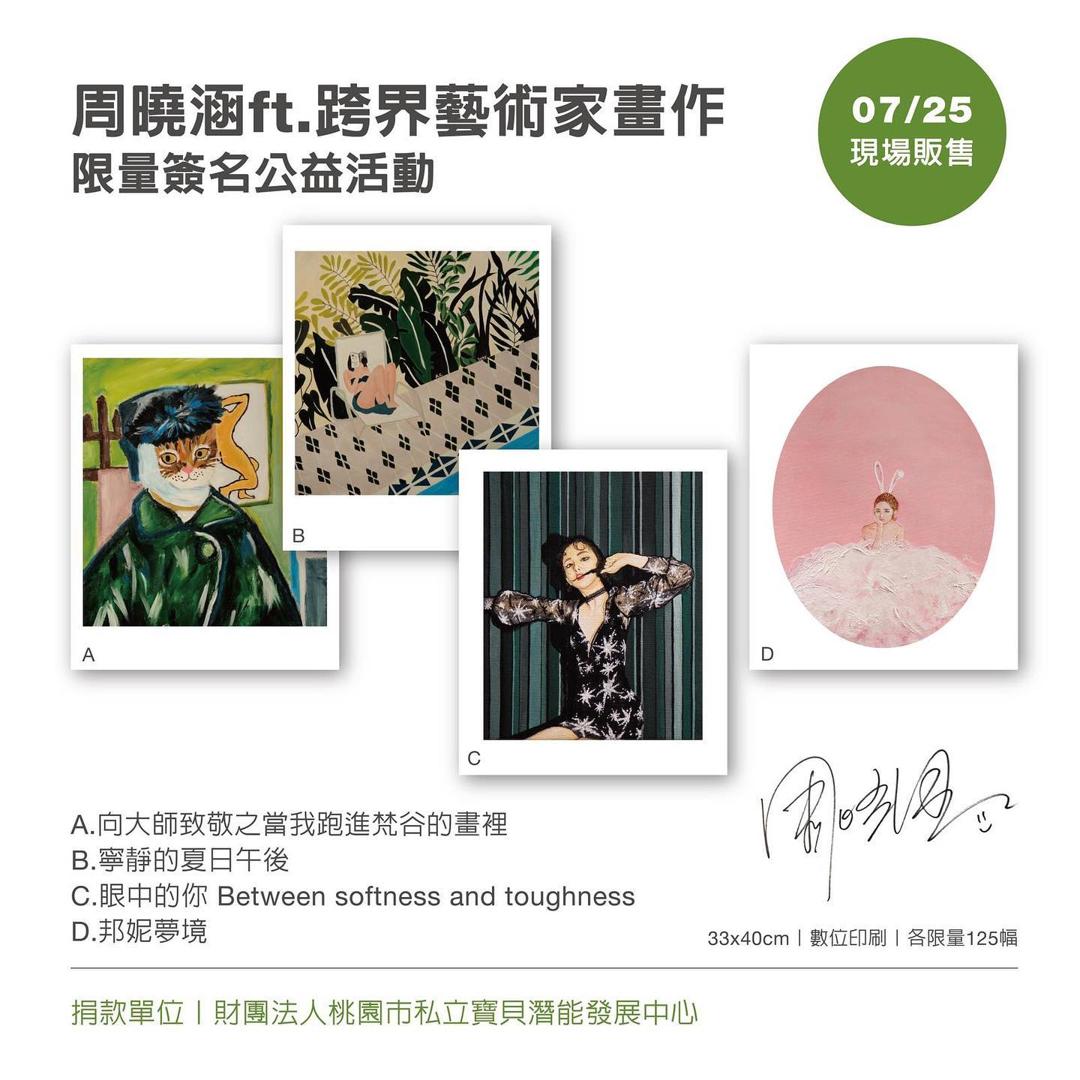 周曉涵ft.跨界藝術家畫作
限量簽名公益活動
07/25
現場販售
A
B
C
D
A.向大師致敬之當我跑進梵谷的畫裡
B.寧靜的夏日午後
C.眼中的你 Between softness and toughness
D.邦妮夢境
周曉涵
33x40cm | 數位印刷 | 各限量125幅
捐款單位 | 財團法人桃園市私立寶貝潛能發展中心